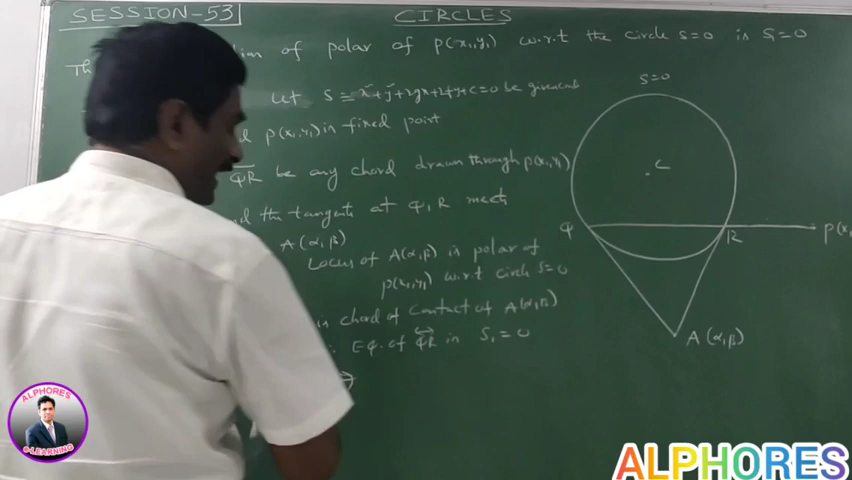 SESSION-53
CIRCLES
of polar of P(x₁,y₁) w.r.t the circle S=0 is S₁=0
Th
Let S ≡ x²+y²+2gx+2fy+c=0 be given
P(x₁,y₁) is fixed point
QR be any chord drawn through P(x₁,y₁)
the tangents at Q, R meets
A(α,β)
Locus of A(α,β) is polar of
P(x₁,y₁) w.r.t circle S=0
is chord of contact of A(α,β)
Eq. of QR is S₁=0
S=0
C
Q
R
P(x₁
A(α,β)
ALPHORES
e-LEARNING
ALPHORES